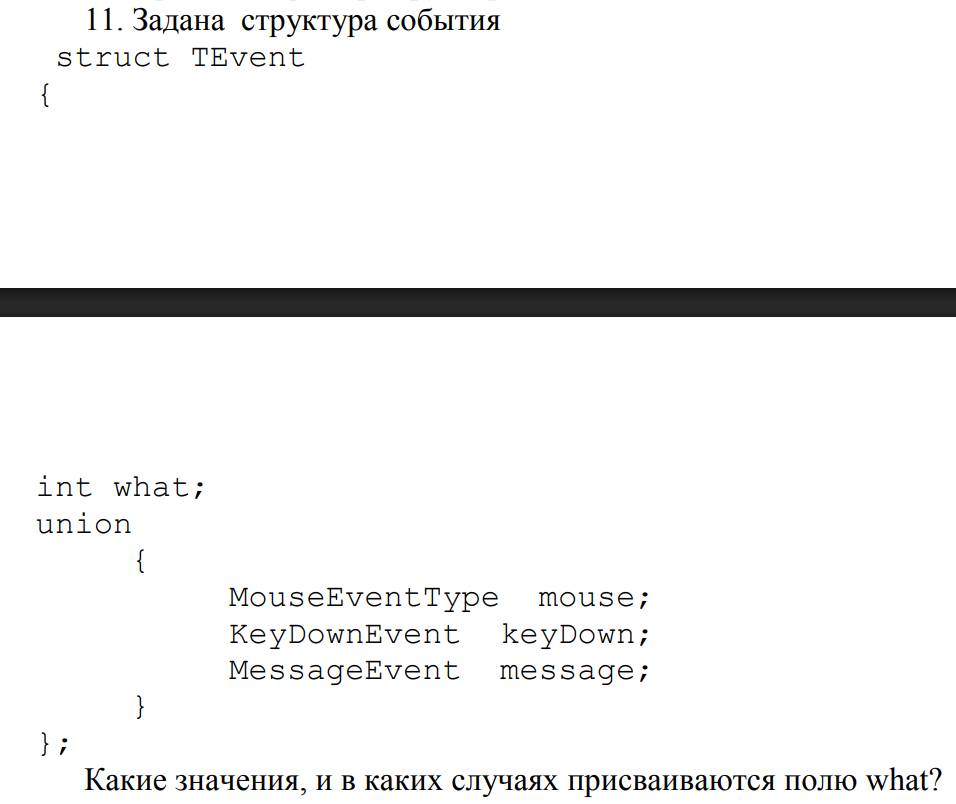 11. Задана структура события
struct TEvent
{
int what;
union
{
MouseEventType mouse;
KeyDownEvent keyDown;
MessageEvent message;
}
};
Какие значения, и в каких случаях присваиваются полю what?